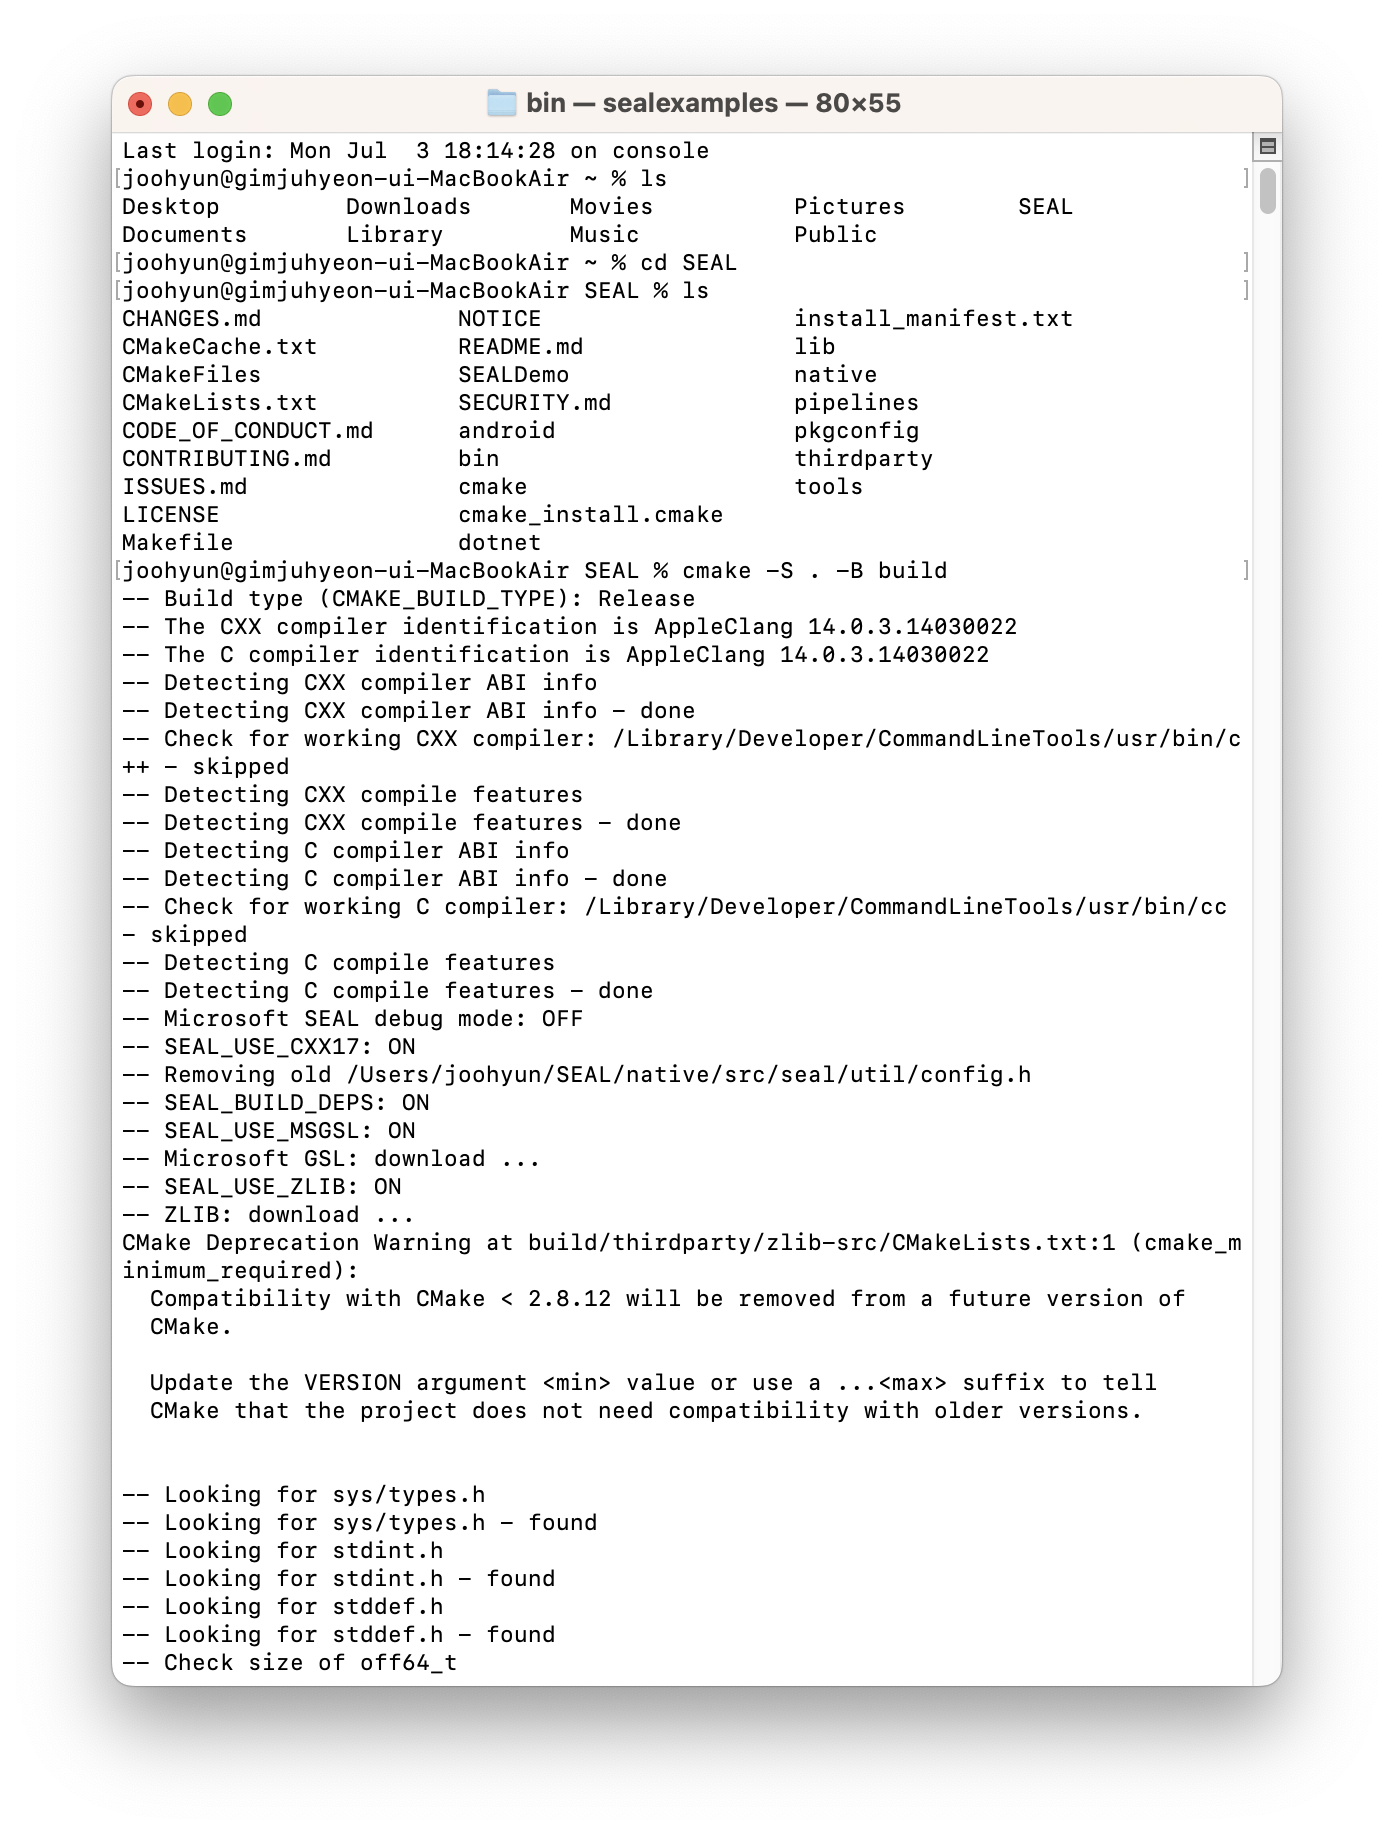 bin — sealexamples — 80×55
Last login: Mon Jul  3 18:14:28 on console
[joohyun@gimjuhyeon-ui-MacBookAir ~ % ls ]
Desktop         Downloads       Movies          Pictures        SEAL
Documents       Library         Music           Public
[joohyun@gimjuhyeon-ui-MacBookAir ~ % cd SEAL ]
[joohyun@gimjuhyeon-ui-MacBookAir SEAL % ls ]
CHANGES.md              NOTICE                  install_manifest.txt
CMakeCache.txt          README.md               lib
CMakeFiles              SEALDemo                native
CMakeLists.txt          SECURITY.md             pipelines
CODE_OF_CONDUCT.md      android                 pkgconfig
CONTRIBUTING.md         bin                     thirdparty
ISSUES.md               cmake                   tools
LICENSE                 cmake_install.cmake
Makefile                dotnet
[joohyun@gimjuhyeon-ui-MacBookAir SEAL % cmake -S . -B build ]
-- Build type (CMAKE_BUILD_TYPE): Release
-- The CXX compiler identification is AppleClang 14.0.3.14030022
-- The C compiler identification is AppleClang 14.0.3.14030022
-- Detecting CXX compiler ABI info
-- Detecting CXX compiler ABI info - done
-- Check for working CXX compiler: /Library/Developer/CommandLineTools/usr/bin/c
++ - skipped
-- Detecting CXX compile features
-- Detecting CXX compile features - done
-- Detecting C compiler ABI info
-- Detecting C compiler ABI info - done
-- Check for working C compiler: /Library/Developer/CommandLineTools/usr/bin/cc
- skipped
-- Detecting C compile features
-- Detecting C compile features - done
-- Microsoft SEAL debug mode: OFF
-- SEAL_USE_CXX17: ON
-- Removing old /Users/joohyun/SEAL/native/src/seal/util/config.h
-- SEAL_BUILD_DEPS: ON
-- SEAL_USE_MSGSL: ON
-- Microsoft GSL: download ...
-- SEAL_USE_ZLIB: ON
-- ZLIB: download ...
CMake Deprecation Warning at build/thirdparty/zlib-src/CMakeLists.txt:1 (cmake_m
inimum_required):
  Compatibility with CMake < 2.8.12 will be removed from a future version of
  CMake.

  Update the VERSION argument <min> value or use a ...<max> suffix to tell
  CMake that the project does not need compatibility with older versions.


-- Looking for sys/types.h
-- Looking for sys/types.h - found
-- Looking for stdint.h
-- Looking for stdint.h - found
-- Looking for stddef.h
-- Looking for stddef.h - found
-- Check size of off64_t